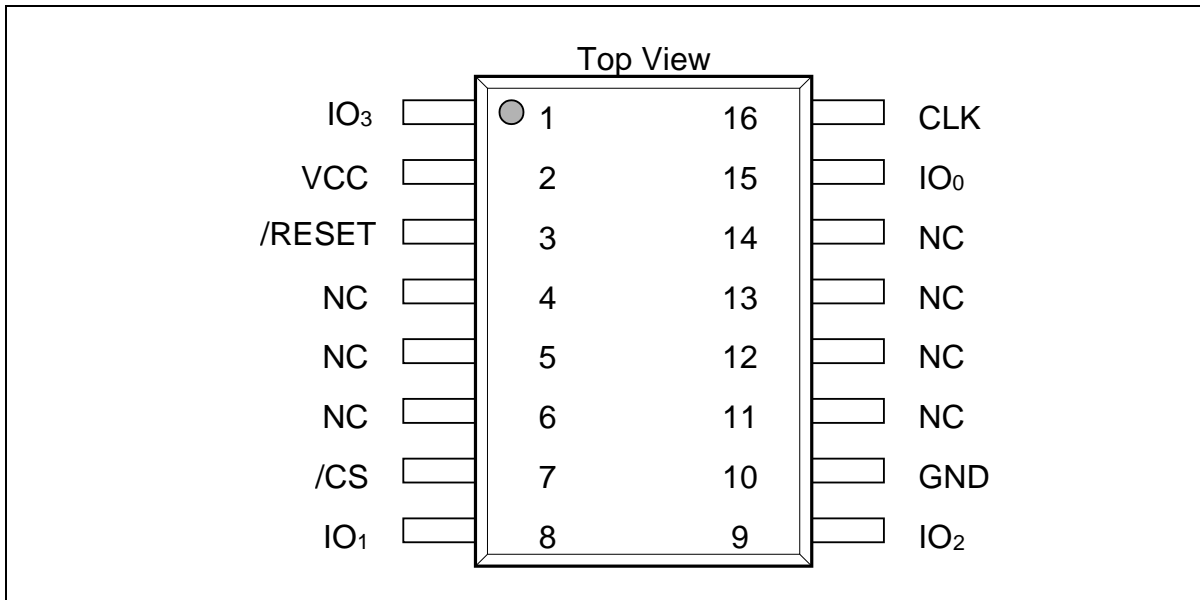 Top View
IO₃ 1 16 CLK
VCC 2 15 IO₀
/RESET 3 14 NC
NC 4 13 NC
NC 5 12 NC
NC 6 11 NC
/CS 7 10 GND
IO₁ 8 9 IO₂